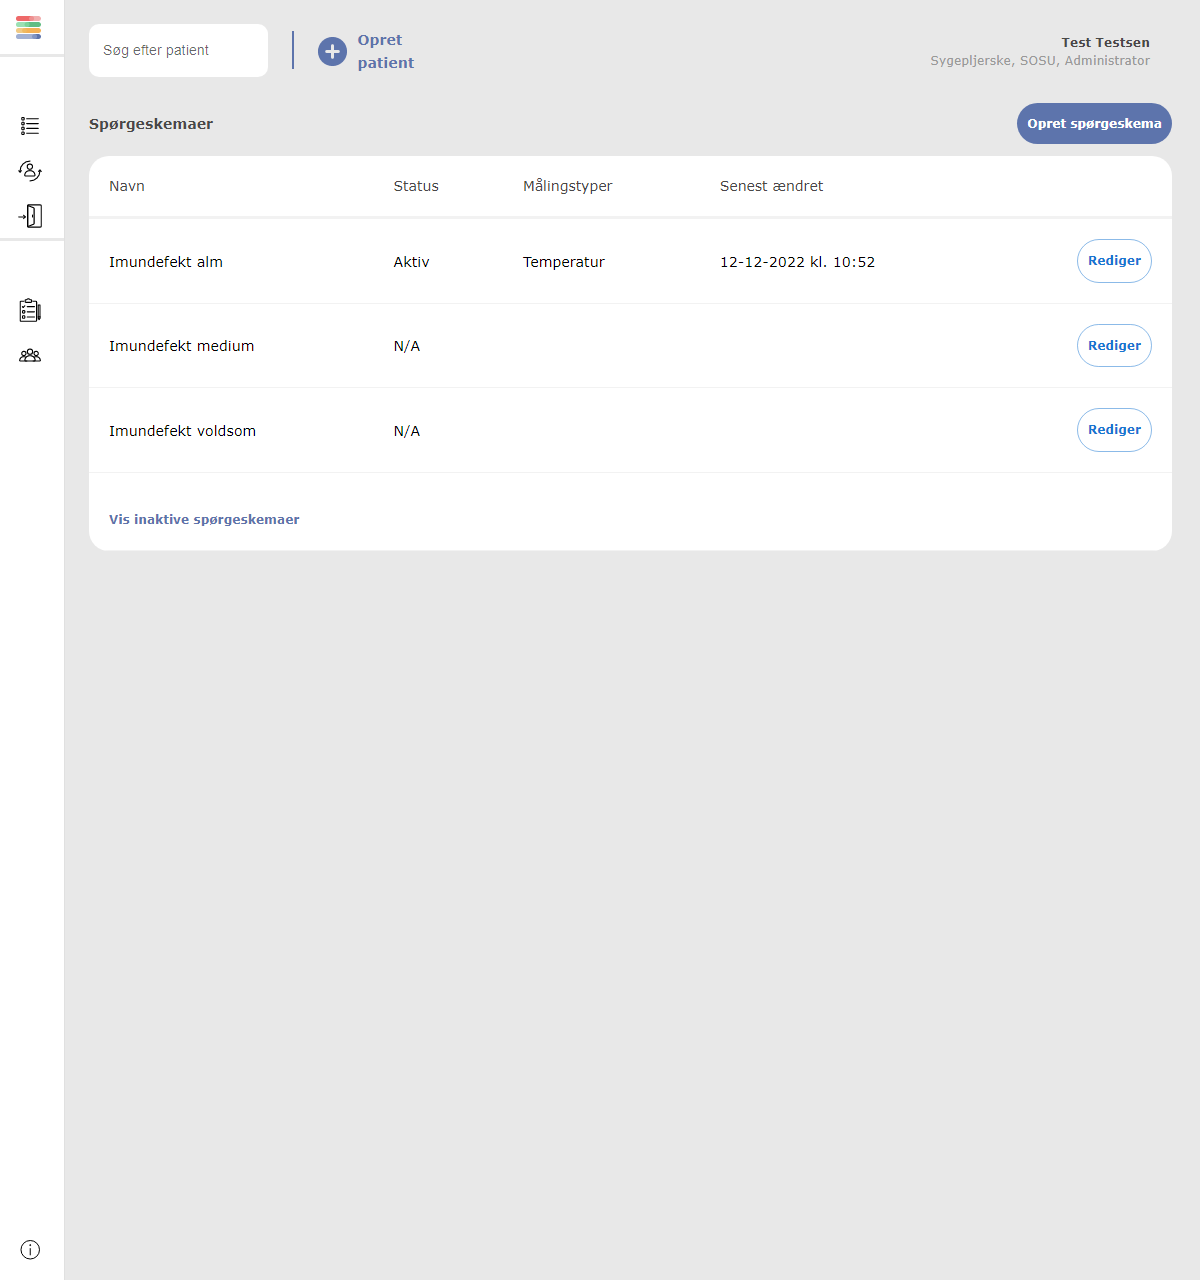 Søg efter patient
Opret
patient
Test Testsen
Sygepljerske, SOSU, Administrator
Spørgeskemaer
Opret spørgeskema
Navn Status Målingstyper Senest ændret
Imundefekt alm Aktiv Temperatur 12-12-2022 kl. 10:52 Rediger
Imundefekt medium N/A Rediger
Imundefekt voldsom N/A Rediger
Vis inaktive spørgeskemaer